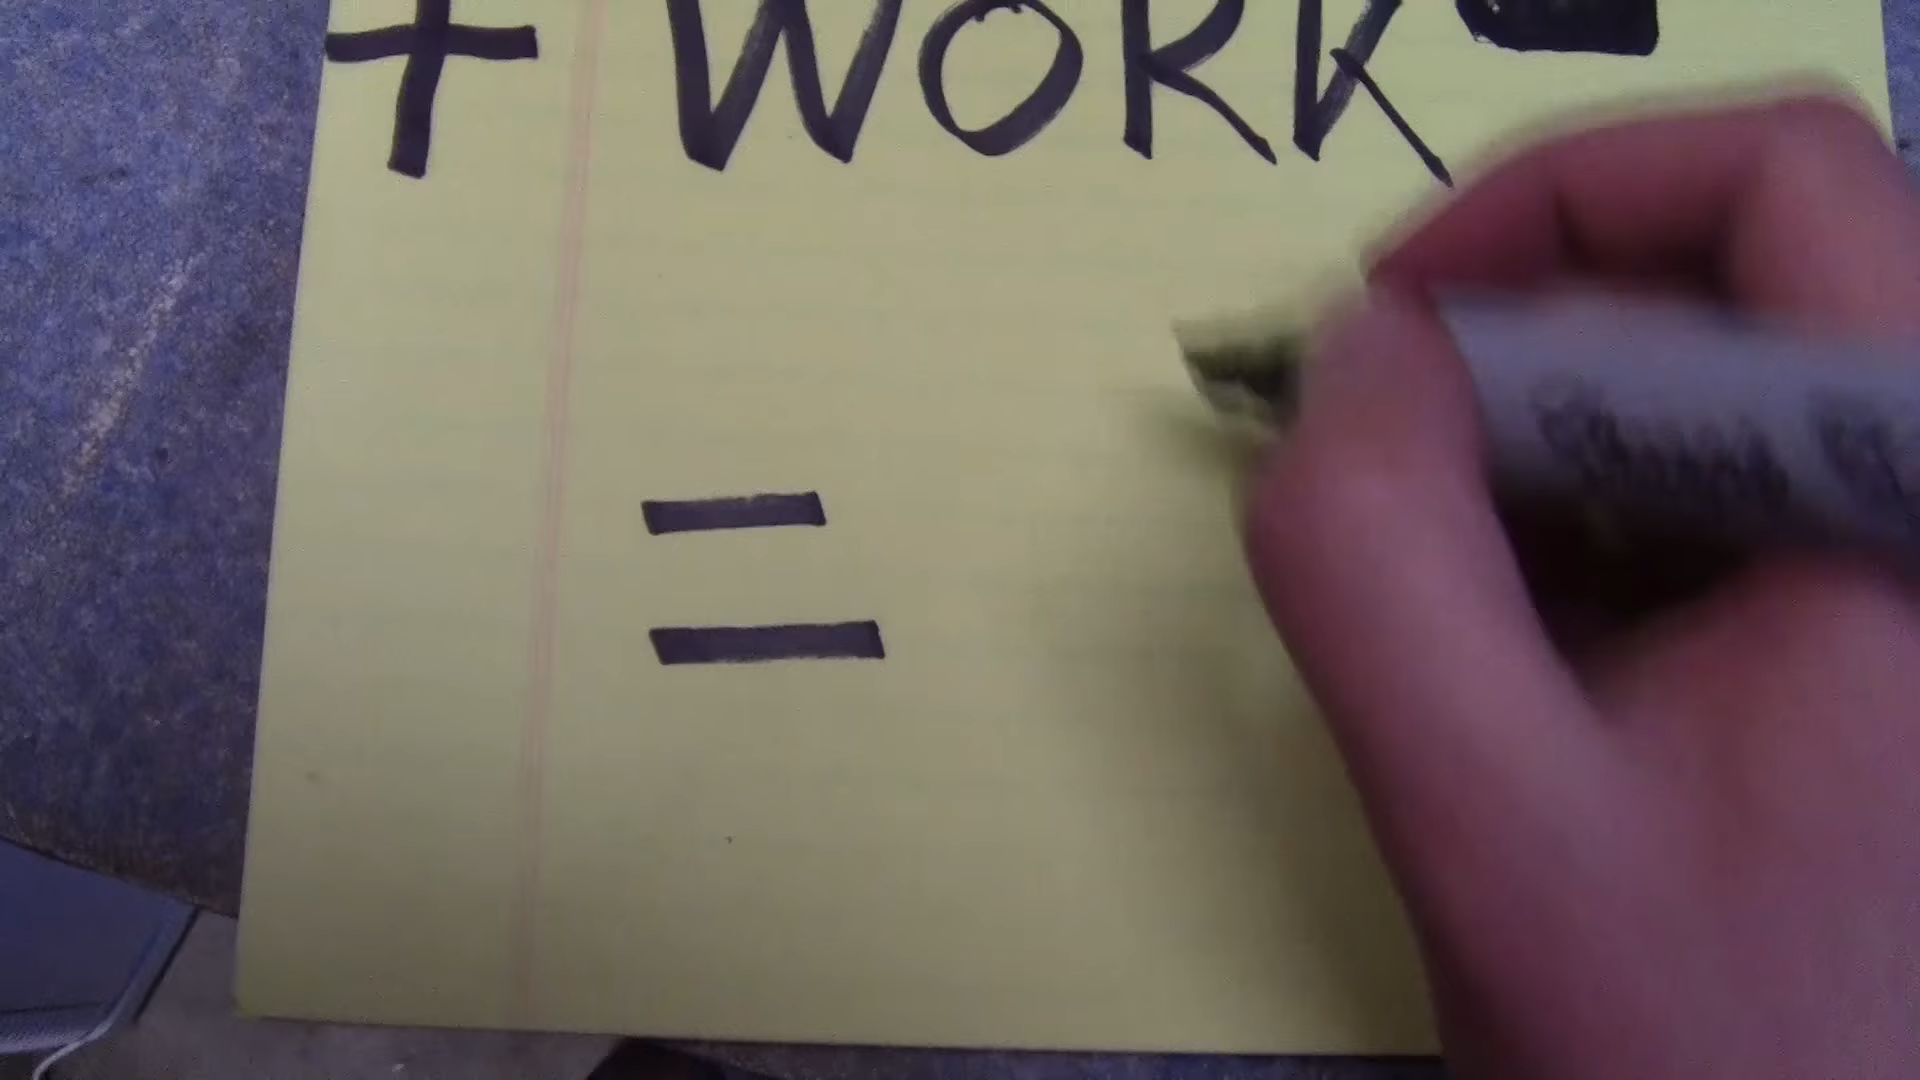 + WORK
=